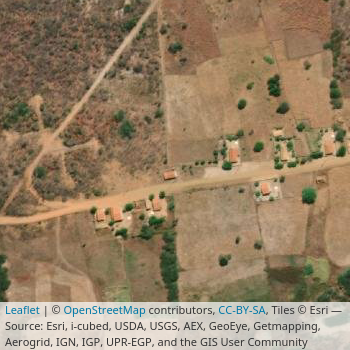 Leaflet | © OpenStreetMap contributors, CC-BY-SA, Tiles © Esri —
Source: Esri, i-cubed, USDA, USGS, AEX, GeoEye, Getmapping,
Aerogrid, IGN, IGP, UPR-EGP, and the GIS User Community